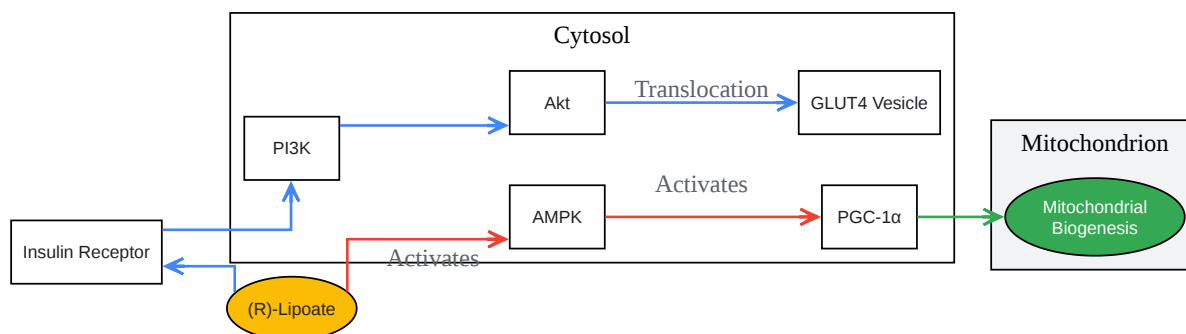 Cytosol
Akt
Translocation
GLUT4 Vesicle
PI3K
Mitochondrion
AMPK
Activates
PGC-1α
Mitochondrial
Biogenesis
Insulin Receptor
Activates
(R)-Lipoate